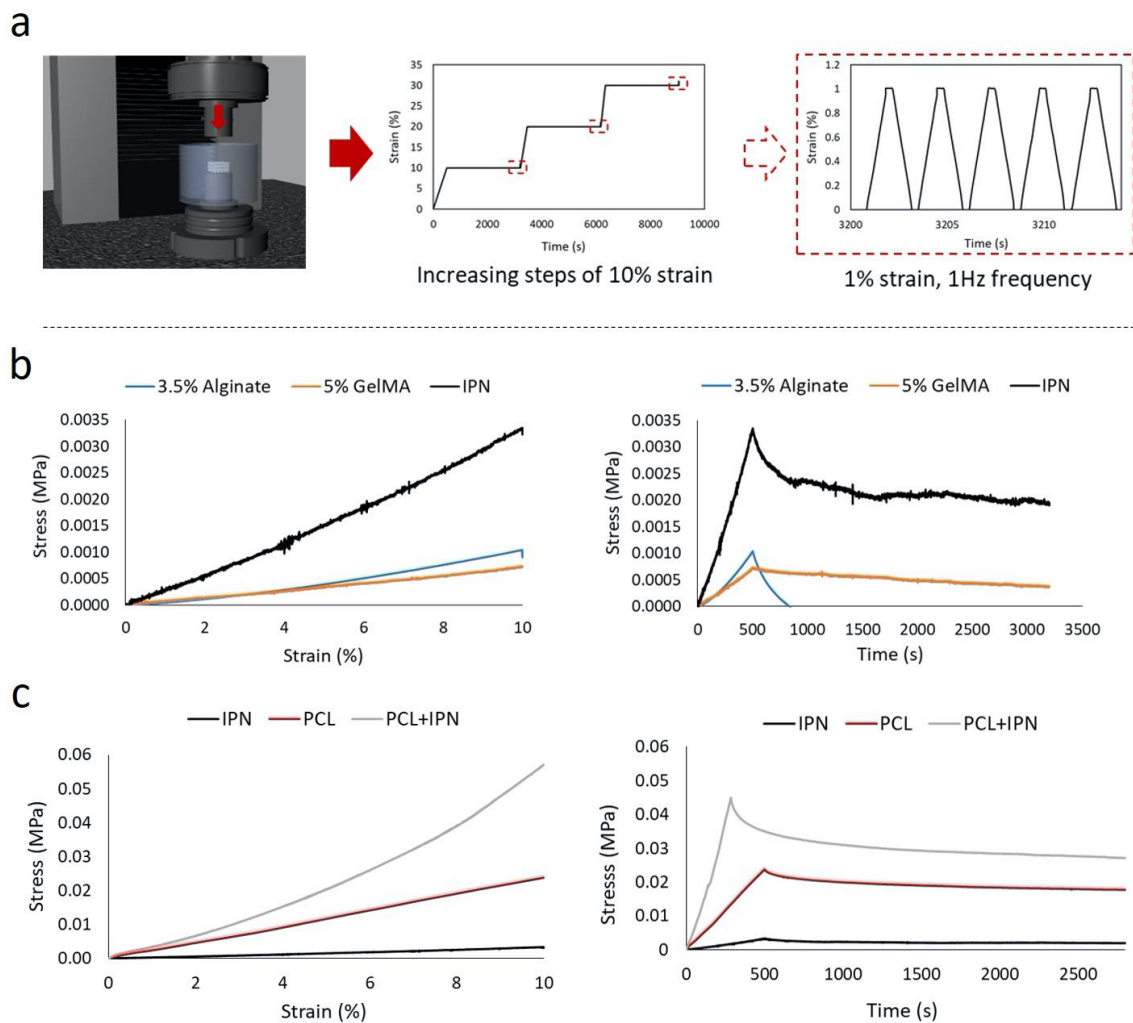 a
35
30
25
20
15
10
5
0
Strain (%)
0 2000 4000 6000 8000 10000
Time (s)
Increasing steps of 10% strain
1.2
1
0.8
0.6
0.4
0.2
0
Strain (%)
3200 3205 3210
Time (s)
1% strain, 1Hz frequency
b
3.5% Alginate 5% GelMA IPN
0.0035
0.0030
0.0025
0.0020
0.0015
0.0010
0.0005
0.0000
Stress (MPa)
0 2 4 6 8 10
Strain (%)
3.5% Alginate 5% GelMA IPN
0.0035
0.0030
0.0025
0.0020
0.0015
0.0010
0.0005
0.0000
Stress (MPa)
0 500 1000 1500 2000 2500 3000 3500
Time (s)
c
IPN PCL PCL+IPN
0.06
0.05
0.04
0.03
0.02
0.01
0.00
Stress (MPa)
0 2 4 6 8 10
Strain (%)
IPN PCL PCL+IPN
0.06
0.05
0.04
0.03
0.02
0.01
0
Stresss (MPa)
0 500 1000 1500 2000 2500
Time (s)